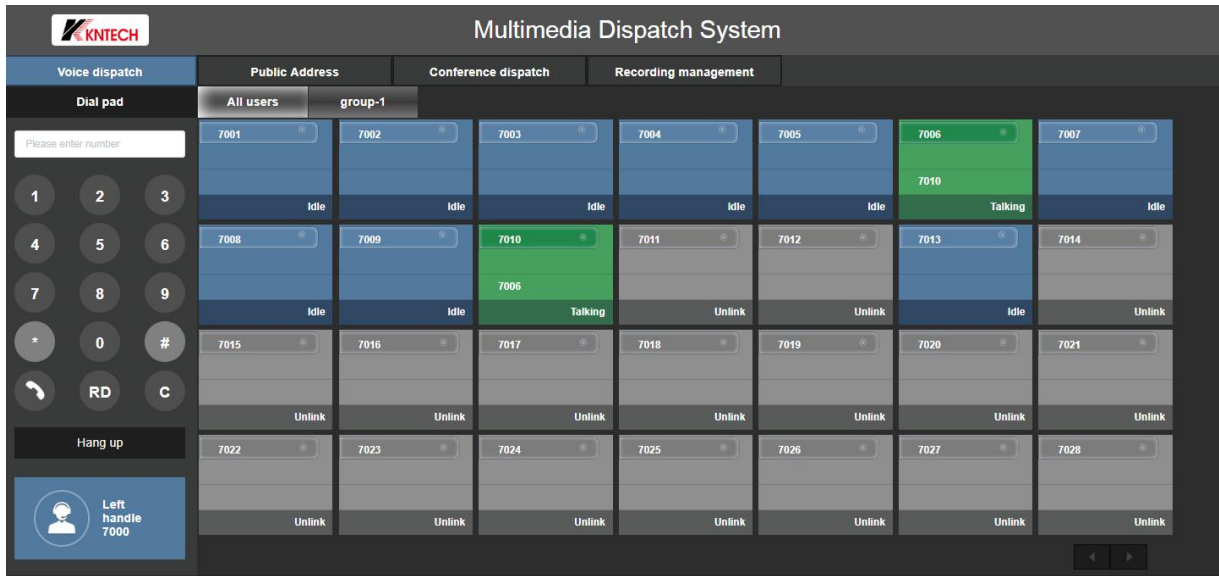 KNTECH
Multimedia Dispatch System
Voice dispatch Public Address Conference dispatch Recording management
Dial pad All users group-1
Please enter number
1 2 3
4 5 6
7 8 9
* 0 #
RD C
Hang up
Left
handle
7000
7001 7002 7003 7004 7005 7006 7007
7010
Idle Idle Idle Idle Idle Talking Idle
7008 7009 7010 7011 7012 7013 7014
7006
Idle Idle Talking Unlink Unlink Idle Unlink
7015 7016 7017 7018 7019 7020 7021
Unlink Unlink Unlink Unlink Unlink Unlink Unlink
7022 7023 7024 7025 7026 7027 7028
Unlink Unlink Unlink Unlink Unlink Unlink Unlink